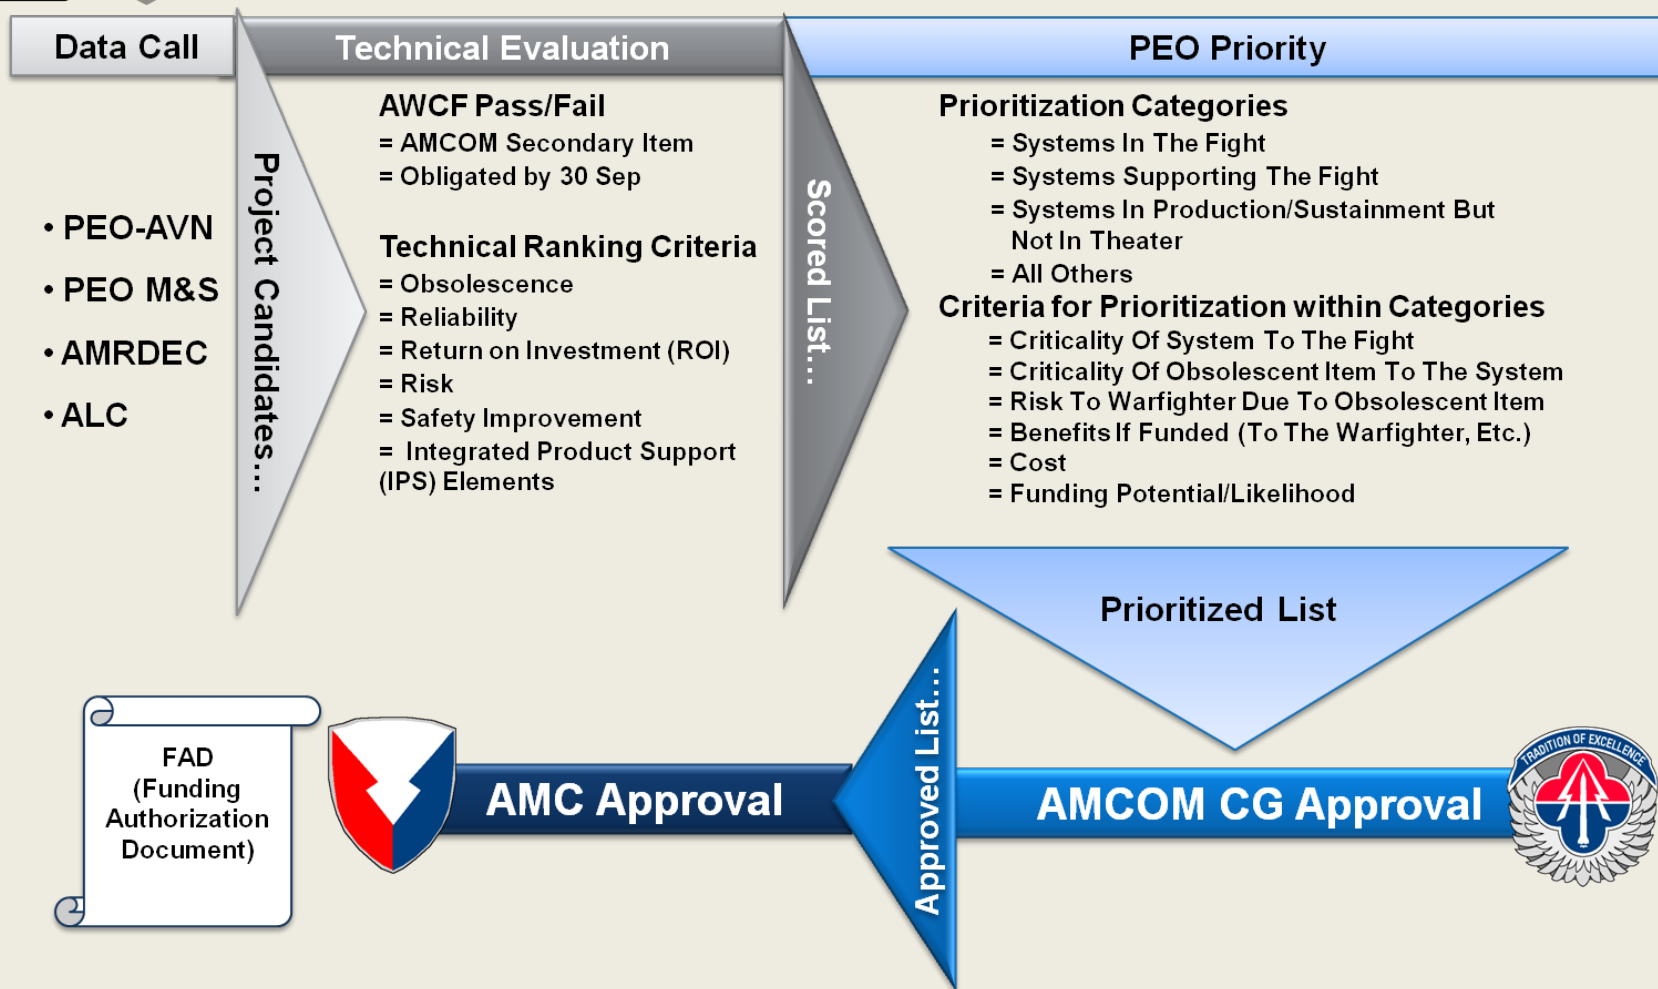 Data Call
Technical Evaluation
PEO Priority
• PEO-AVN
• PEO M&S
• AMRDEC
• ALC
Project Candidates...
AWCF Pass/Fail
= AMCOM Secondary Item
= Obligated by 30 Sep
Technical Ranking Criteria
= Obsolescence
= Reliability
= Return on Investment (ROI)
= Risk
= Safety Improvement
= Integrated Product Support
(IPS) Elements
Scored List...
Prioritization Categories
= Systems In The Fight
= Systems Supporting The Fight
= Systems In Production/Sustainment But
Not In Theater
= All Others
Criteria for Prioritization within Categories
= Criticality Of System To The Fight
= Criticality Of Obsolescent Item To The System
= Risk To Warfighter Due To Obsolescent Item
= Benefits If Funded (To The Warfighter, Etc.)
= Cost
= Funding Potential/Likelihood
Prioritized List
TRADITION OF EXCELLENCE
AMCOM CG Approval
Approved List...
AMC Approval
FAD
(Funding
Authorization
Document)